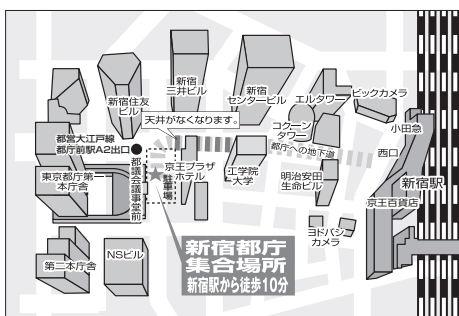 新宿
三井ビル
新宿
センタービル
エルタワー
ビックカメラ
新宿住友
ビル
天井がなくなります。
コクーン
タワー
小田急
都営大江戸線
都庁前駅A2出口
都庁への地下道
西口
新宿駅
東京都庁第一
本庁舎
都議会議事堂前
駐車場
京王プラザ
ホテル
工学院
大学
明治安田
生命ビル
京王百貨店
ヨドバシ
カメラ
第二本庁舎
NSビル
新宿都庁
集合場所
新宿駅から徒歩10分